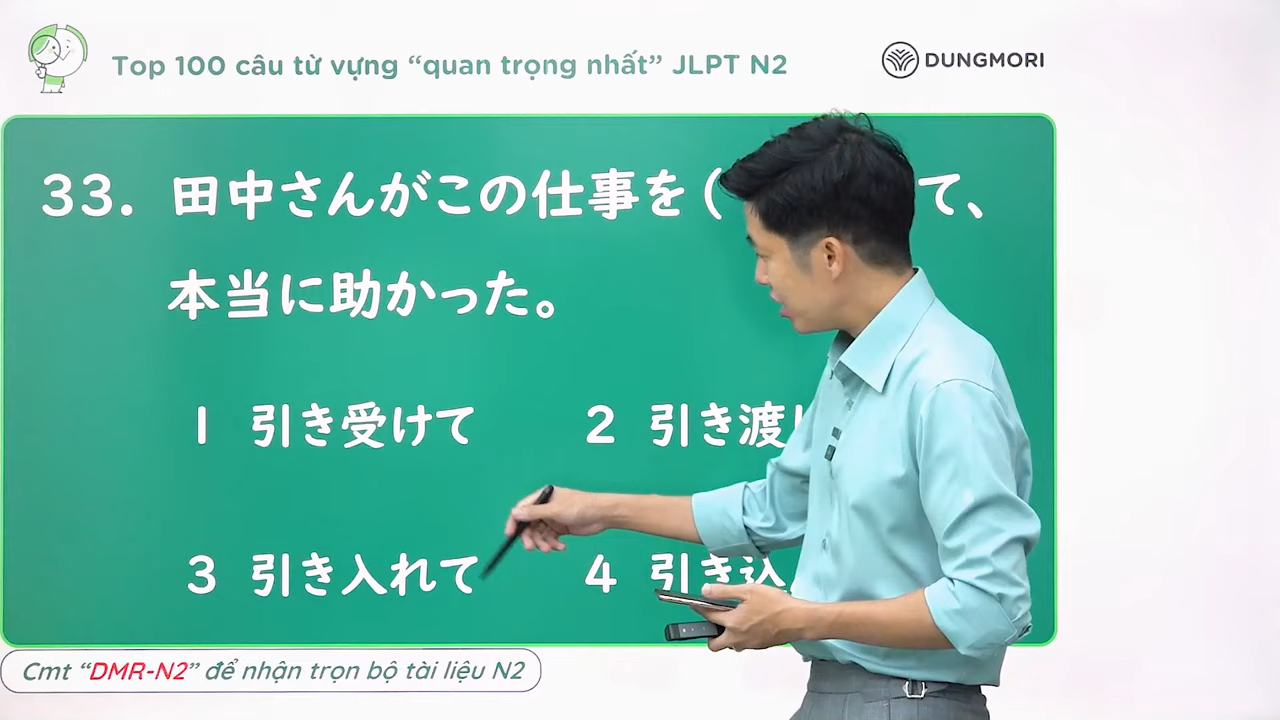 Top 100 câu từ vựng “quan trọng nhất” JLPT N2
DUNGMORI
33. 田中さんがこの仕事を( て、
本当に助かった。
1 引き受けて
2 引き渡
3 引き入れて
4 引き込
Cmt “DMR-N2” để nhận trọn bộ tài liệu N2